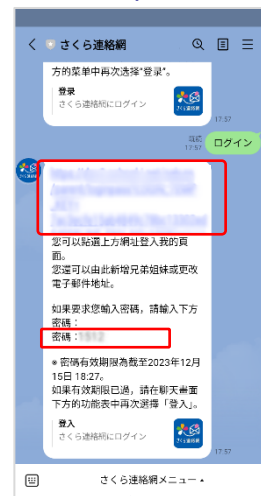 さくら連絡網
方的菜单中再次选择"登录"。
登录
さくら連絡網にログイン
17:57
既読
17:57
ログイン
您可以點選上方網址登入我的頁
面。
您還可以由此新增兄弟姐妹或更改
電子郵件地址。
如果要求您輸入密碼，請輸入下方
密碼：
密碼：
※ 密碼有效期限為截至2023年12月
15日 18:27。
如果有效期限已過，請在聊天畫面
下方的功能表中再次選擇「登入」。
登入
さくら連絡網にログイン
17:57
さくら連絡網メニュー